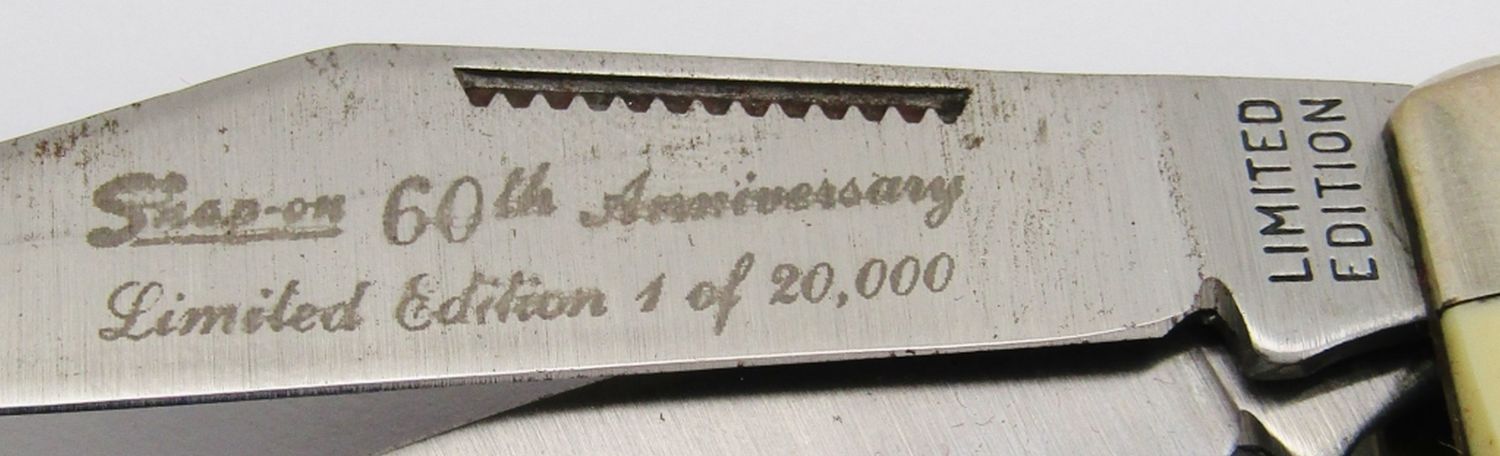 Snap-on 60th Anniversary
Limited Edition 1 of 20,000
LIMITED
EDITION